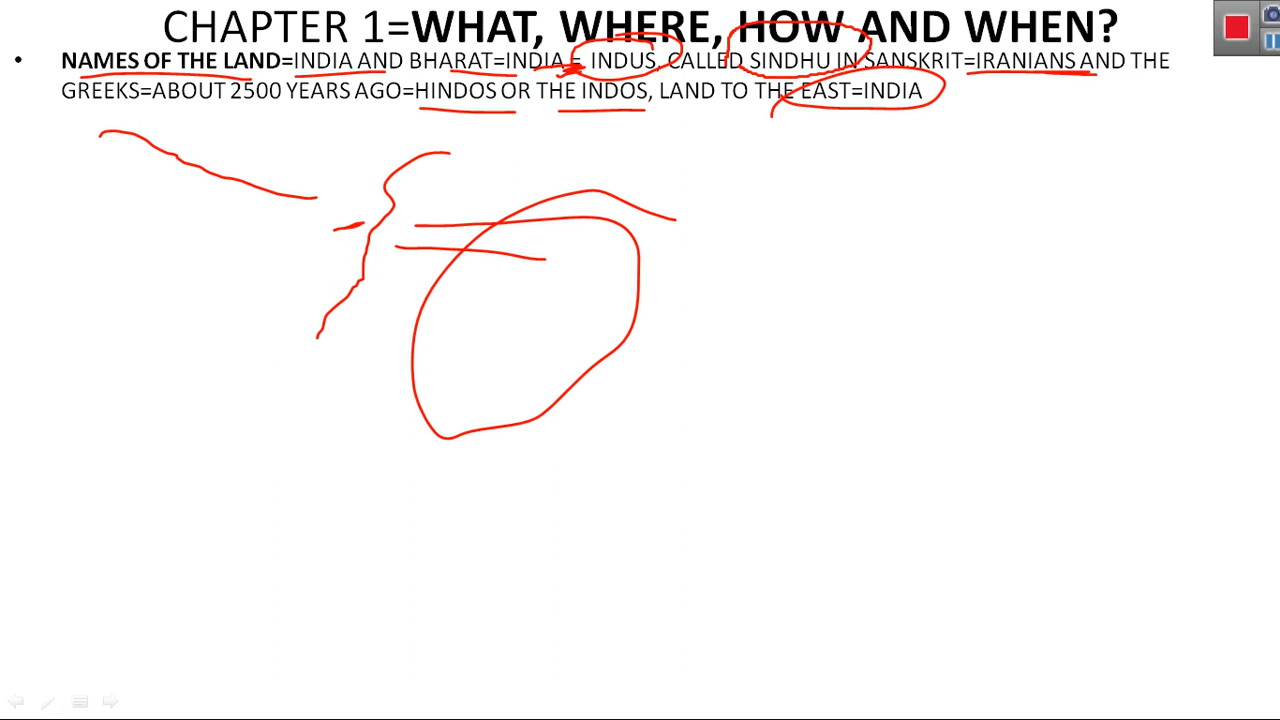 CHAPTER 1=WHAT, WHERE, HOW AND WHEN?
• NAMES OF THE LAND=INDIA AND BHARAT=INDIA = INDUS, CALLED SINDHU IN SANSKRIT=IRANIANS AND THE
GREEKS=ABOUT 2500 YEARS AGO=HINDOS OR THE INDOS, LAND TO THE EAST=INDIA